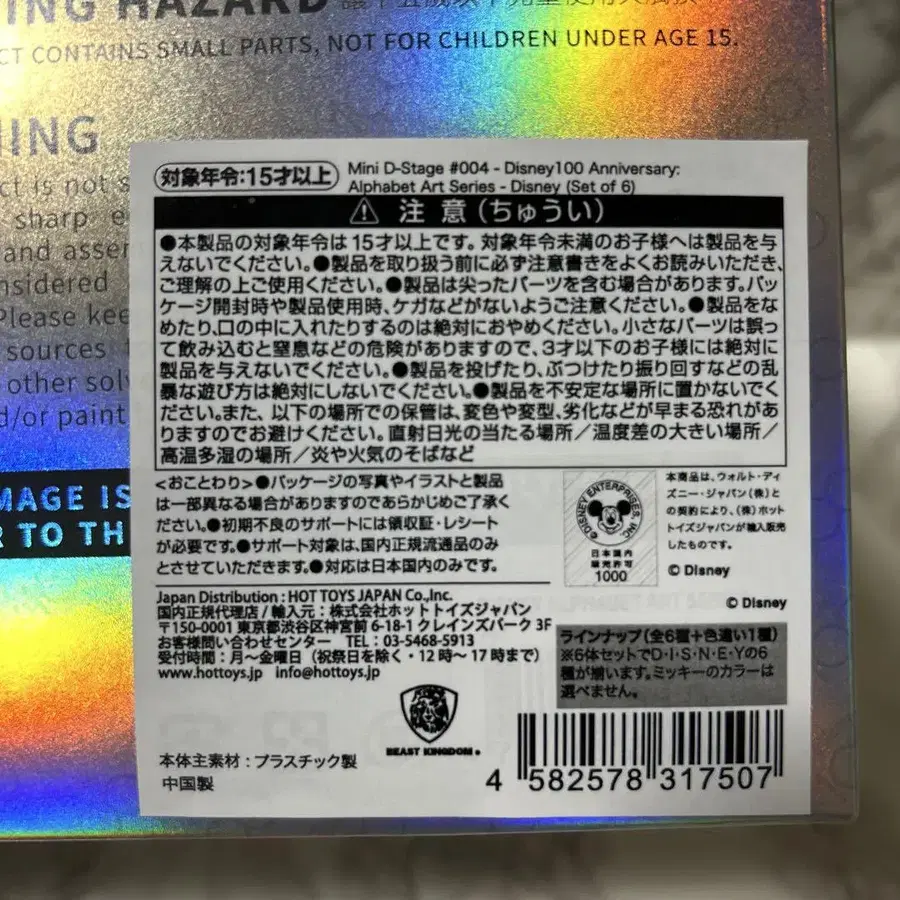 ING HAZARD
CT CONTAINS SMALL PARTS, NOT FOR CHILDREN UNDER AGE 15.
NING
ct is not s
sharp e
and assem
nsidered
Please kee
sources
other solv
d/or paint
MAGE IS
R TO TH
対象年令:15才以上
Mini D-Stage #004 - Disney100 Anniversary:
Alphabet Art Series - Disney (Set of 6)
⚠ 注意(ちゅうい)
●本製品の対象年令は15才以上です。対象年令未満のお子様へは製品を与
えないでください。●製品を取り扱う前に必ず注意書きをよくお読みいただき、
ご理解の上ご使用ください。●製品は尖ったパーツを含む場合があります。パッ
ケージ開封時や製品使用時、ケガなどがないようご注意ください。●製品をな
めたり、口の中に入れたりするのは絶対におやめください。小さなパーツは誤っ
て飲み込むと窒息などの危険がありますので、3才以下のお子様には絶対に
製品を与えないでください。●製品を投げたり、ぶつけたり振り回すなどの乱
暴な遊び方は絶対にしないでください。●製品を不安定な場所に置かないでく
ださい。また、以下の場所での保管は、変色や変型、劣化などが早まる恐れがあ
りますのでお避けください。直射日光の当たる場所/温度差の大きい場所/
高温多湿の場所/炎や火気のそばなど
<おことわり>●パッケージの写真やイラストと製品
は一部異なる場合がありますのであらかじめご了承く
ださい。●初期不良のサポートには領収証・レシート
が必要です。●サポート対象は、国内正規流通品のみ
とさせていただきます。●対応は日本国内のみです。
©DISNEY ENTERPRISES, INC.
日本国内
販売許可
1000
本商品は、ウォルト・ディ
ズニー・ジャパン(株)と
の契約により、(株)ホット
トイズジャパンが輸入販売
したものです。
© Disney
Japan Distribution : HOT TOYS JAPAN Co.,Inc.
国内正規代理店/輸入元:株式会社ホットトイズジャパン
〒150-0001 東京都渋谷区神宮前 6-18-1 クレインズパーク 3F
お客様問い合わせセンター TEL:03-5468-5913
受付時間:月~金曜日(祝祭日を除く・12時~17時まで)
www.hottoys.jp info@hottoys.jp
© Disney
ラインナップ(全6種+色違い1種)
※6体セットでD・I・S・N・E・Yの6
種が揃います。ミッキーのカラーは
選べません。
BEAST KINGDOM
本体主素材:プラスチック製
中国製
4 582578 317507